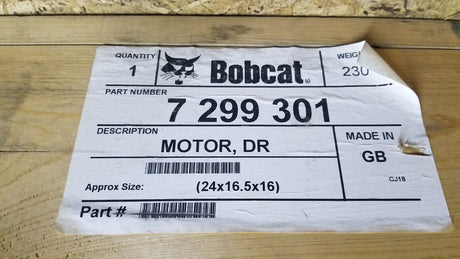 QUANTITY
1
Bobcat
230
PART NUMBER
7 299 301
DESCRIPTION
MOTOR, DR
MADE IN
GB
Approx Size: (24x16.5x16)
CJ18
Part #